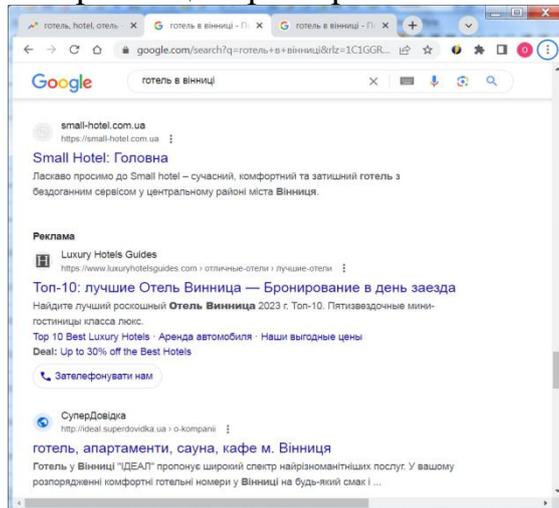 готель, hotel, отель
готель в вінниці - П
готель в вінниці - П
google.com/search?q=готель+в+вінниці&rlz=1C1GGR...
Google
готель в вінниці
small-hotel.com.ua
https://small-hotel.com.ua
Small Hotel: Головна
Ласкаво просимо до Small hotel – сучасний, комфортний та затишний готель з
бездоганним сервісом у центральному районі міста Вінниця.
Реклама
Luxury Hotels Guides
https://www.luxuryhotelsguides.com › отличные-отели › лучшие-отели
Топ-10: лучшие Отель Винница — Бронирование в день заезда
Найдите лучший роскошный Отель Винница 2023 г. Топ-10. Пятизвездочные мини-
гостиницы класса люкс.
Top 10 Best Luxury Hotels · Аренда автомобиля · Наши выгодные цены
Deal: Up to 30% off the Best Hotels
Зателефонувати нам
СуперДовідка
http://ideal.superdovidka.ua › o-kompanii
готель, апартаменти, сауна, кафе м. Вінниця
Готель у Вінниці "ІДЕАЛ" пропонує широкий спектр найрізноманітніших послуг. У вашому
розпорядженні комфортні готельні номери у Вінниці на будь-який смак і ...